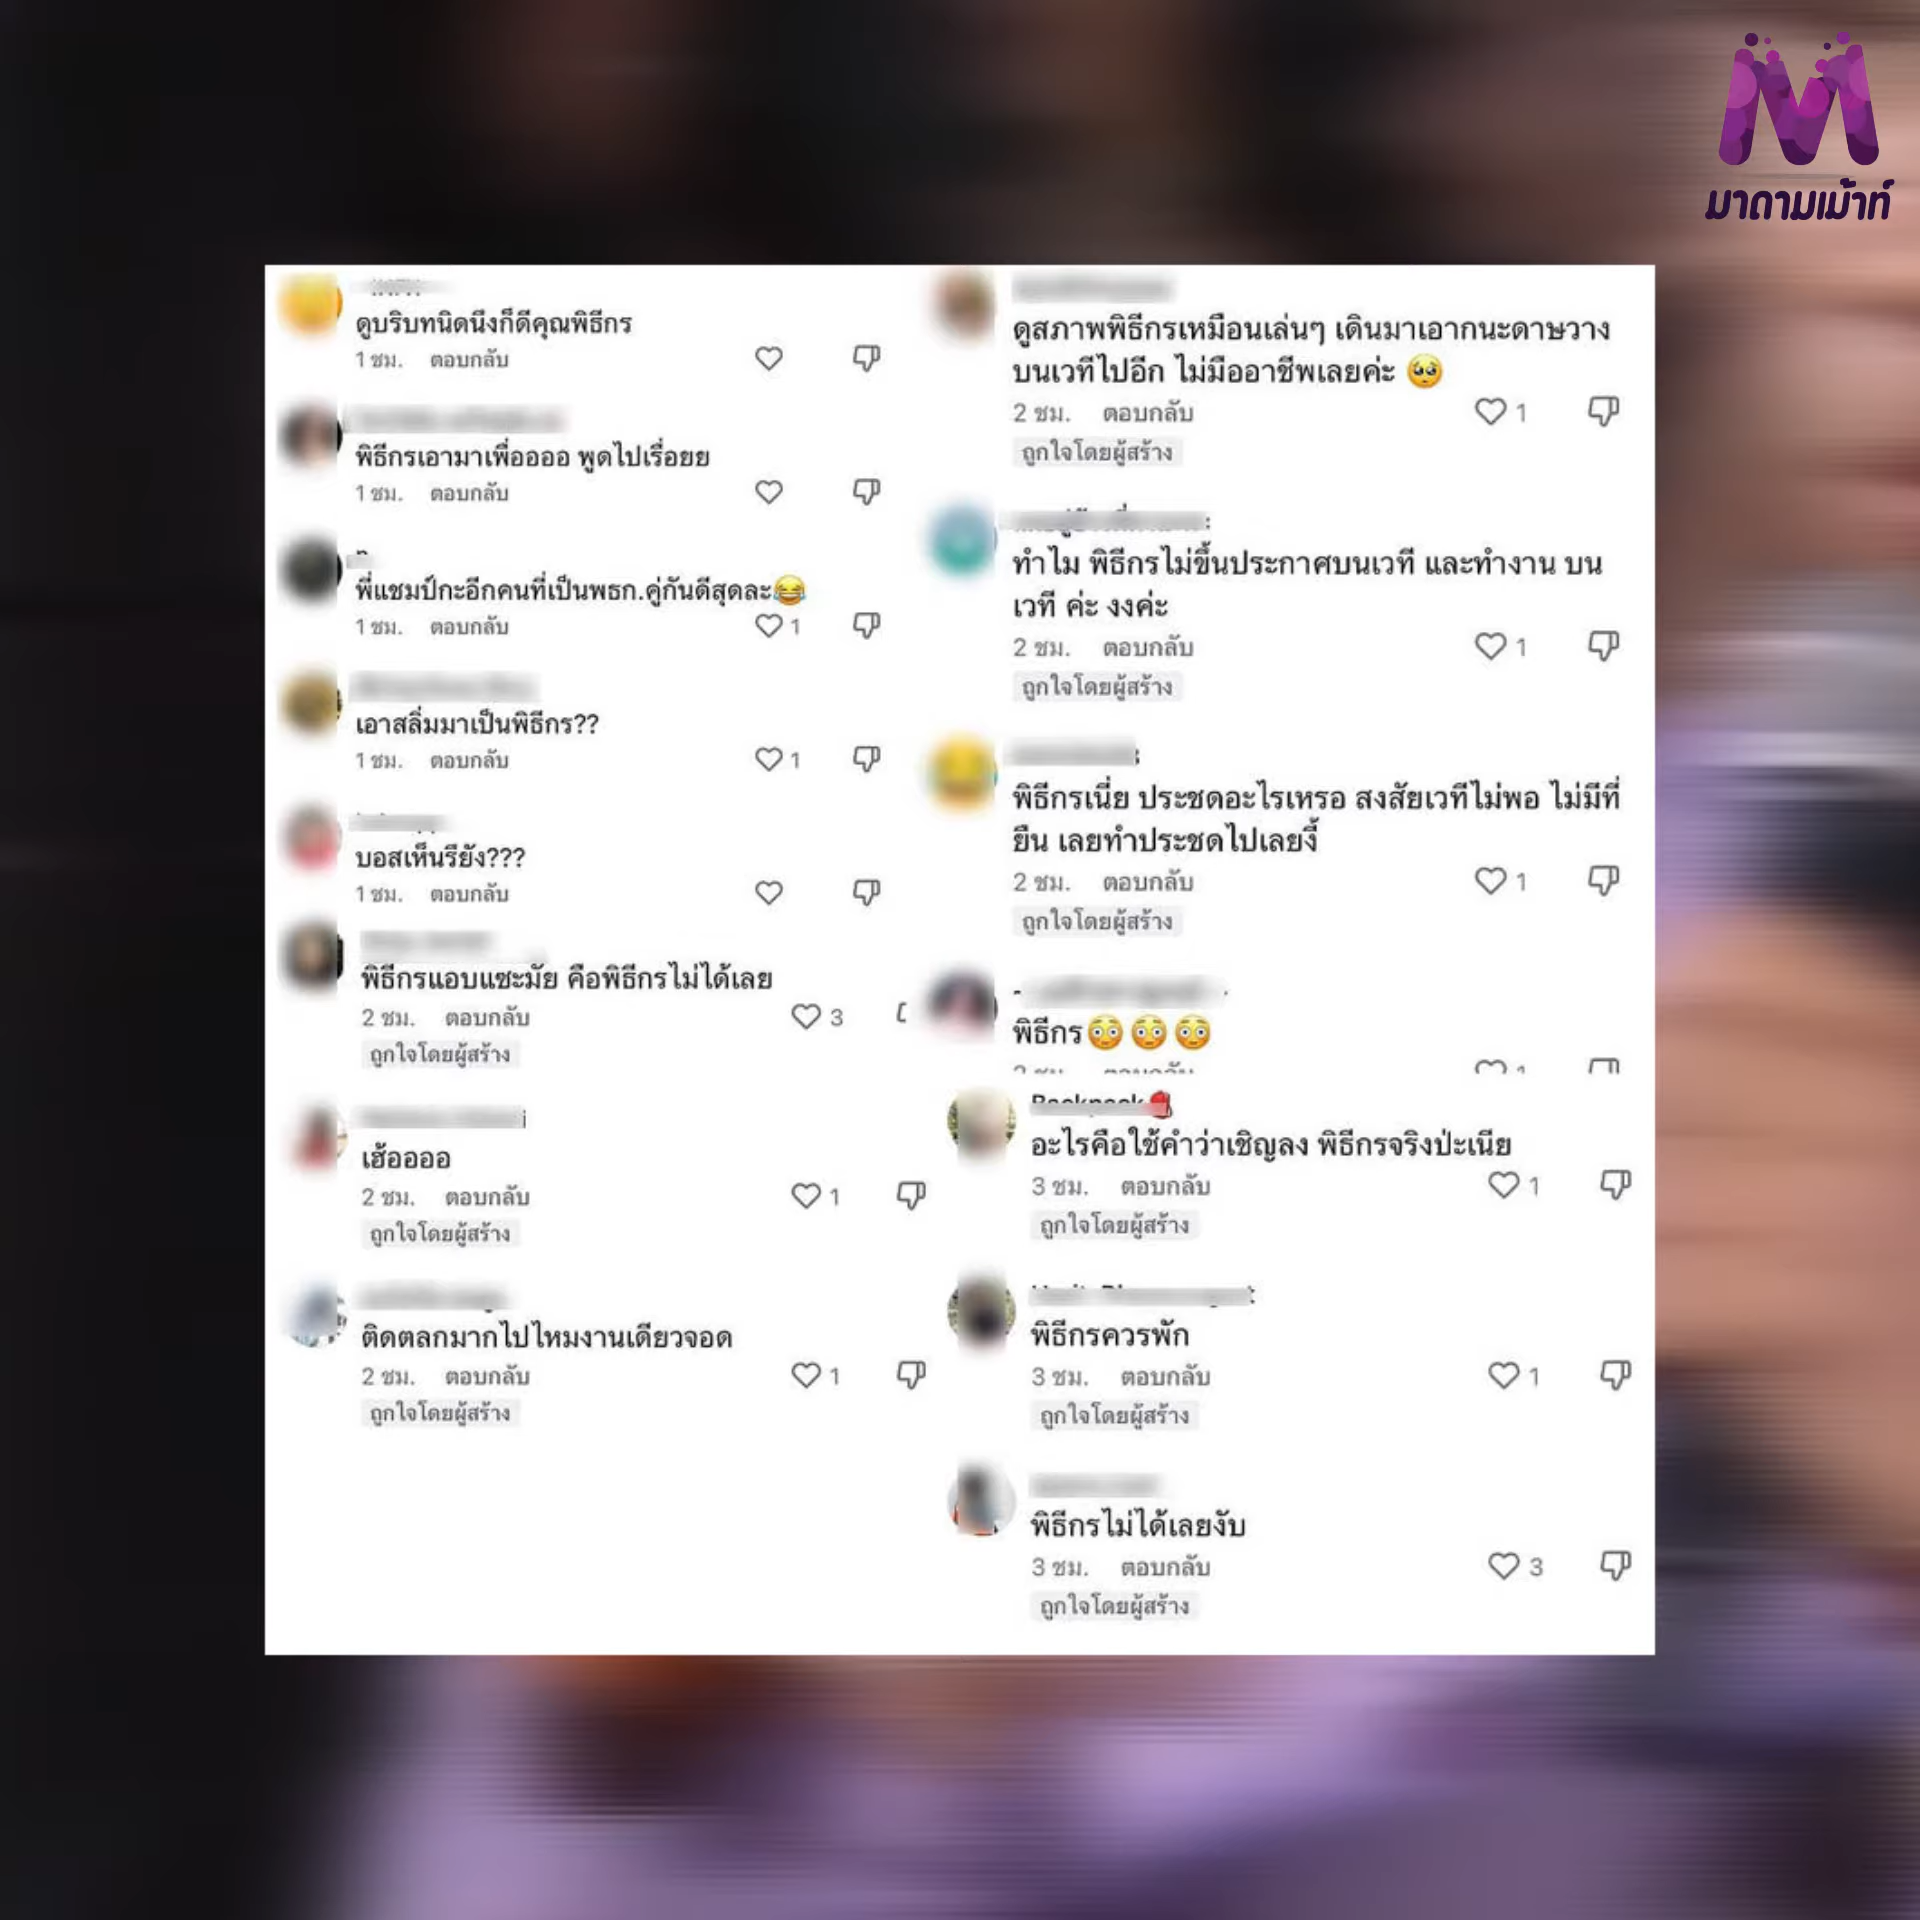 มาดามเม้าท์
ดูบริบทนิดนึงก็ดีคุณพิธีกร
1 ชม. ตอบกลับ
พิธีกรเอามาเพื่ออออ พูดไปเรื่อยย
1 ชม. ตอบกลับ
พี่แชมป์กะอีกคนที่เป็นพธก.คู่กันดีสุดละ😂
1 ชม. ตอบกลับ 1
เอาสลิ่มมาเป็นพิธีกร??
1 ชม. ตอบกลับ 1
บอสเห็นรึยัง???
1 ชม. ตอบกลับ
พิธีกรแอบแซะมัย คือพิธีกรไม่ได้เลย
2 ชม. ตอบกลับ 3
ถูกใจโดยผู้สร้าง
เฮ้ออออ
2 ชม. ตอบกลับ 1
ถูกใจโดยผู้สร้าง
ติดตลกมากไปไหมงานเดียวจอด
2 ชม. ตอบกลับ 1
ถูกใจโดยผู้สร้าง
ดูสภาพพิธีกรเหมือนเล่นๆ เดินมาเอากนะดาษวาง
บนเวทีไปอีก ไม่มืออาชีพเลยค่ะ 🥺
2 ชม. ตอบกลับ 1
ถูกใจโดยผู้สร้าง
ทำไม พิธีกรไม่ขึ้นประกาศบนเวที และทำงาน บน
เวที ค่ะ งงค่ะ
2 ชม. ตอบกลับ 1
ถูกใจโดยผู้สร้าง
พิธีกรเนี่ย ประชดอะไรเหรอ สงสัยเวทีไม่พอ ไม่มีที่
ยืน เลยทำประชดไปเลยงี้
2 ชม. ตอบกลับ 1
ถูกใจโดยผู้สร้าง
พิธีกร😳😳😳
อะไรคือใช้คำว่าเชิญลง พิธีกรจริงป่ะเนีย
3 ชม. ตอบกลับ 1
ถูกใจโดยผู้สร้าง
พิธีกรควรพัก
3 ชม. ตอบกลับ 1
ถูกใจโดยผู้สร้าง
พิธีกรไม่ได้เลยงับ
3 ชม. ตอบกลับ 3
ถูกใจโดยผู้สร้าง